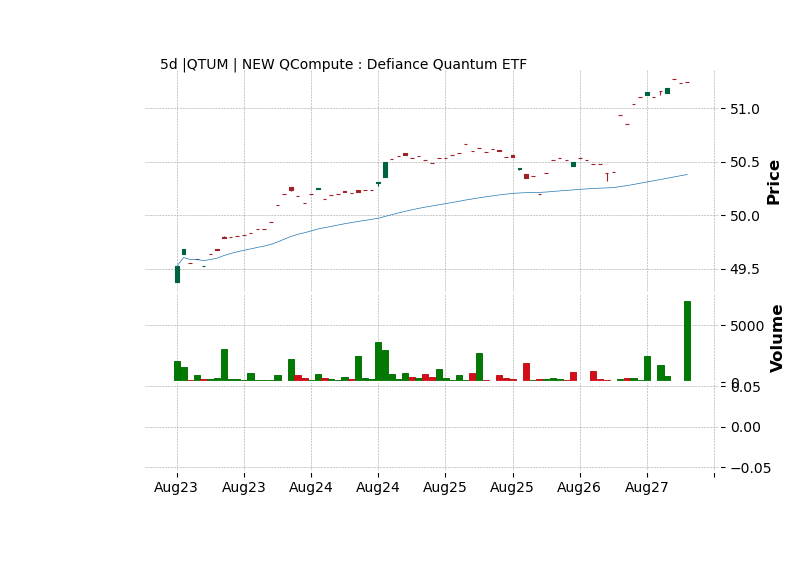 5d |QTUM | NEW QCompute : Defiance Quantum ETF
51.0
50.5
50.0
49.5
Price
5000
0
Volume
0.05
0.00
−0.05
Aug23 Aug23 Aug24 Aug24 Aug25 Aug25 Aug26 Aug27